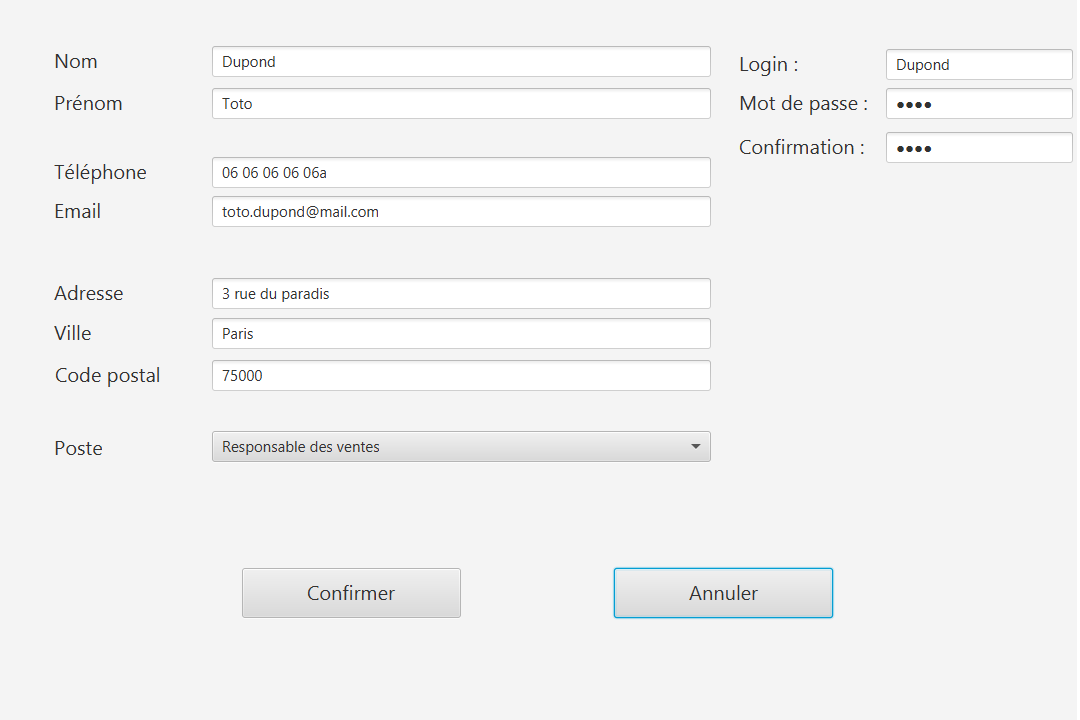 Nom Dupond
Prénom Toto
Téléphone 06 06 06 06 06a
Email toto.dupond@mail.com
Adresse 3 rue du paradis
Ville Paris
Code postal 75000
Poste Responsable des ventes
Login : Dupond
Mot de passe : ●●●●
Confirmation : ●●●●
Confirmer
Annuler